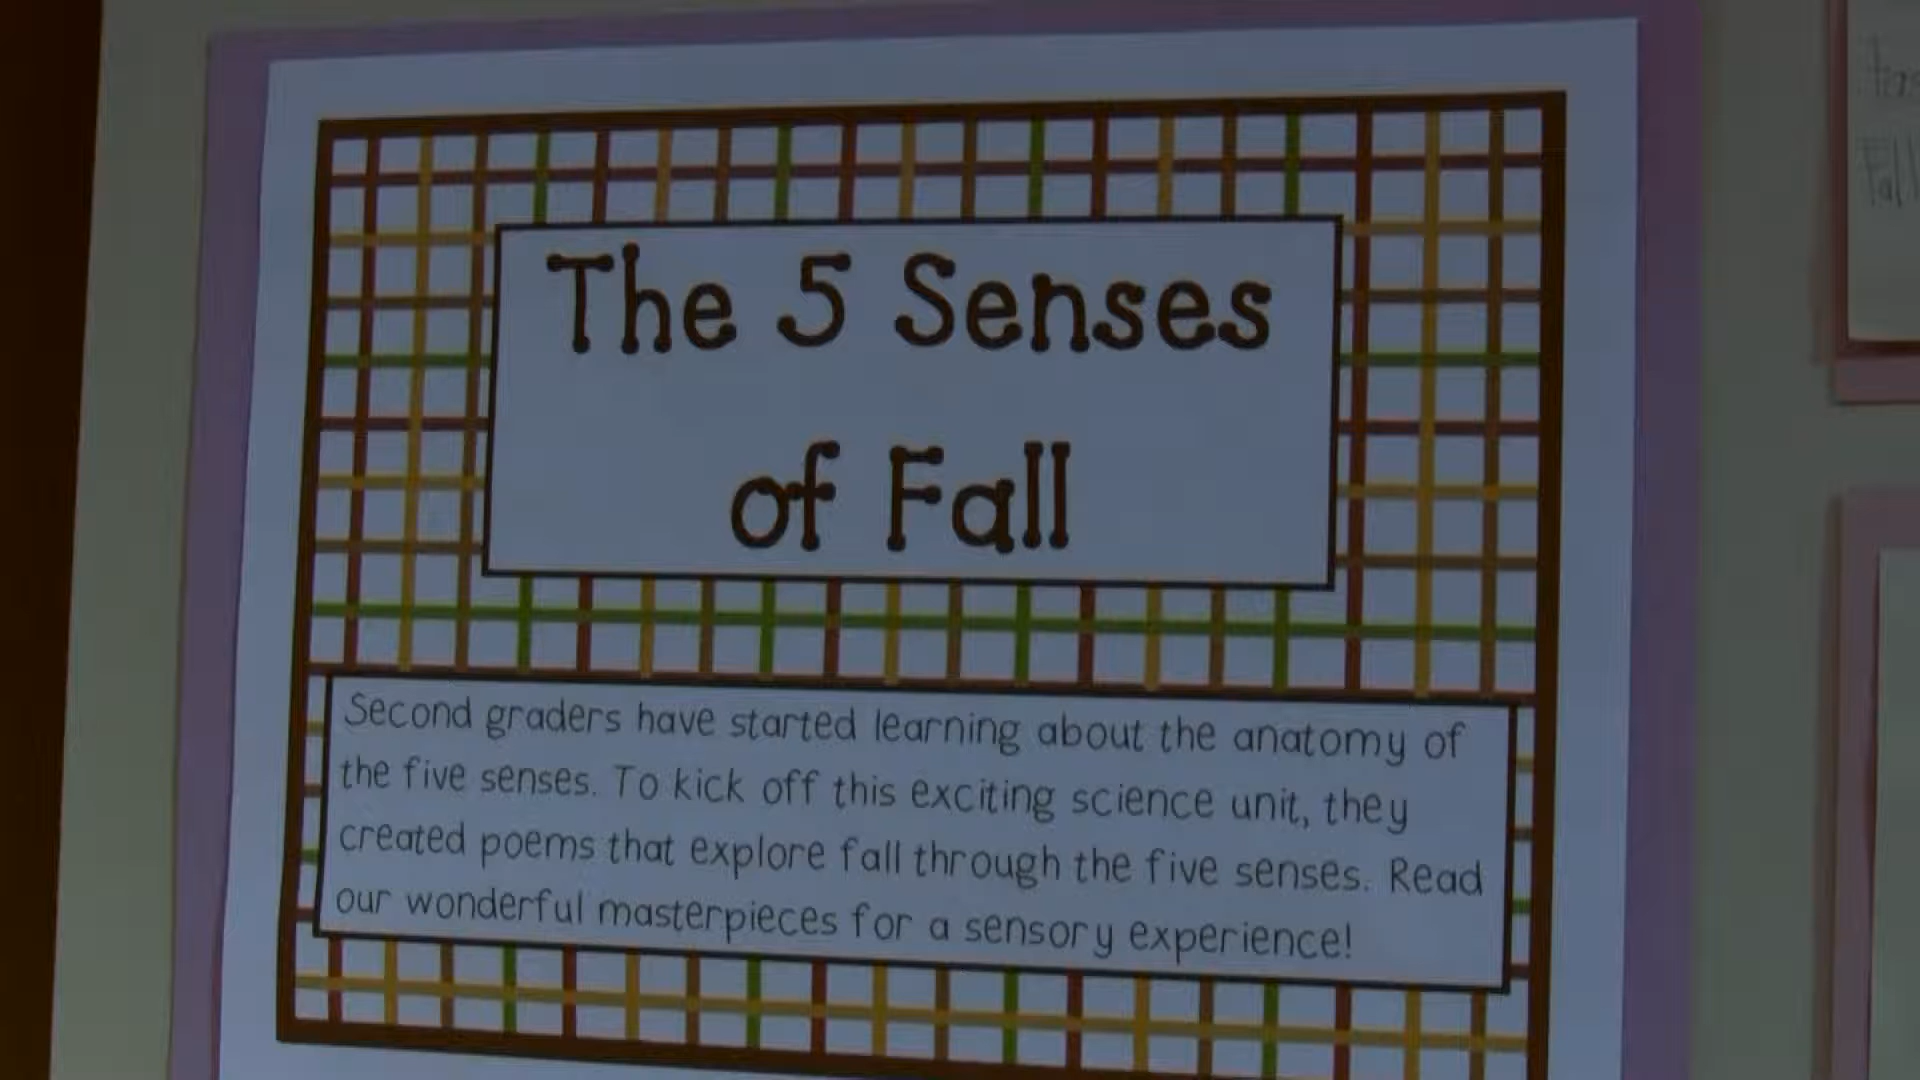 The 5 Senses
of Fall
Second graders have started learning about the anatomy of
the five senses. To kick off this exciting science unit, they
created poems that explore fall through the five senses. Read
our wonderful masterpieces for a sensory experience!
Fall